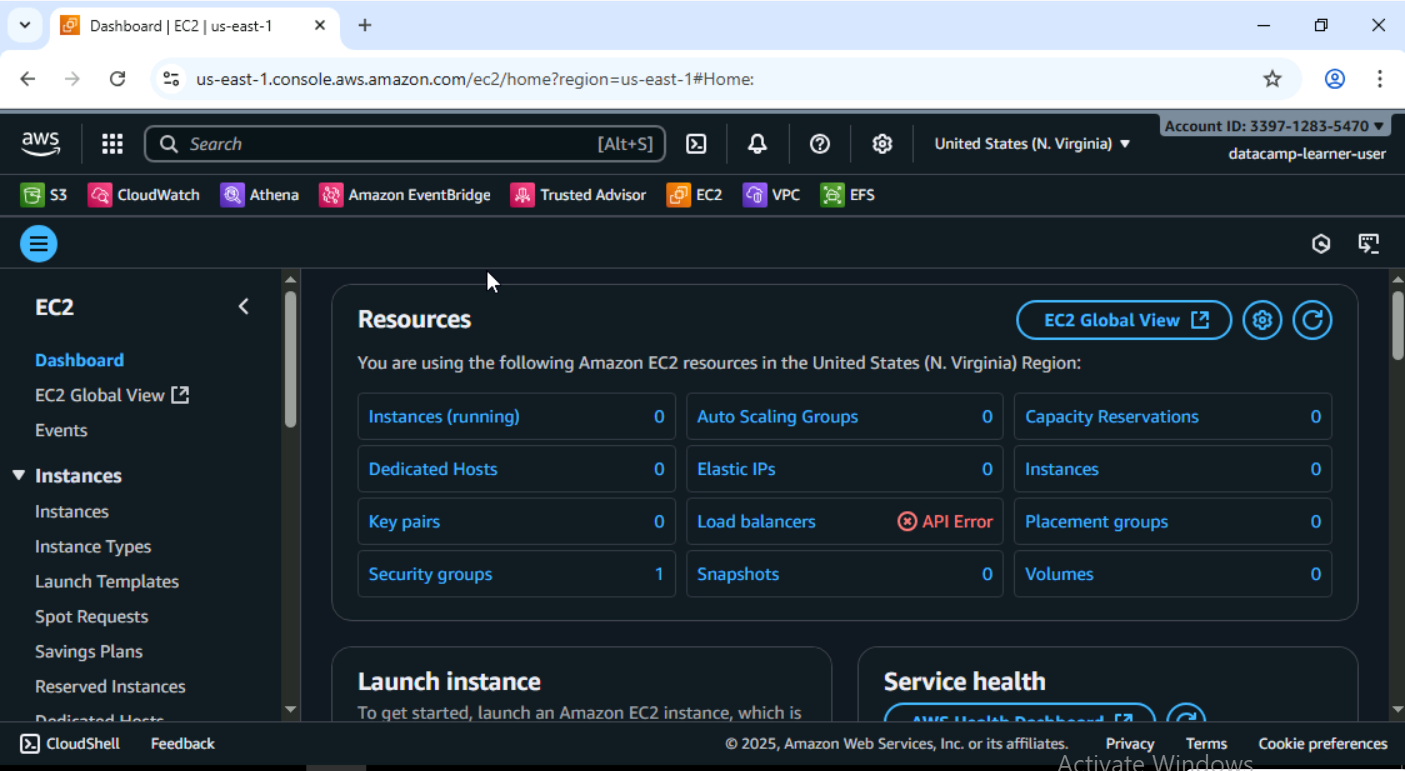 Dashboard | EC2 | us-east-1
us-east-1.console.aws.amazon.com/ec2/home?region=us-east-1#Home:
aws
Search [Alt+S]
United States (N. Virginia)
Account ID: 3397-1283-5470
datacamp-learner-user
S3 CloudWatch Athena Amazon EventBridge Trusted Advisor EC2 VPC EFS
EC2
Dashboard
EC2 Global View
Events
Instances
Instances
Instance Types
Launch Templates
Spot Requests
Savings Plans
Reserved Instances
Dedicated Hosts
Resources
EC2 Global View
You are using the following Amazon EC2 resources in the United States (N. Virginia) Region:
Instances (running) 0 Auto Scaling Groups 0 Capacity Reservations 0
Dedicated Hosts 0 Elastic IPs 0 Instances 0
Key pairs 0 Load balancers API Error Placement groups 0
Security groups 1 Snapshots 0 Volumes 0
Launch instance
To get started, launch an Amazon EC2 instance, which is
Service health
AWS Health Dashboard
CloudShell Feedback
© 2025, Amazon Web Services, Inc. or its affiliates. Privacy Terms Cookie preferences
Activate Windows